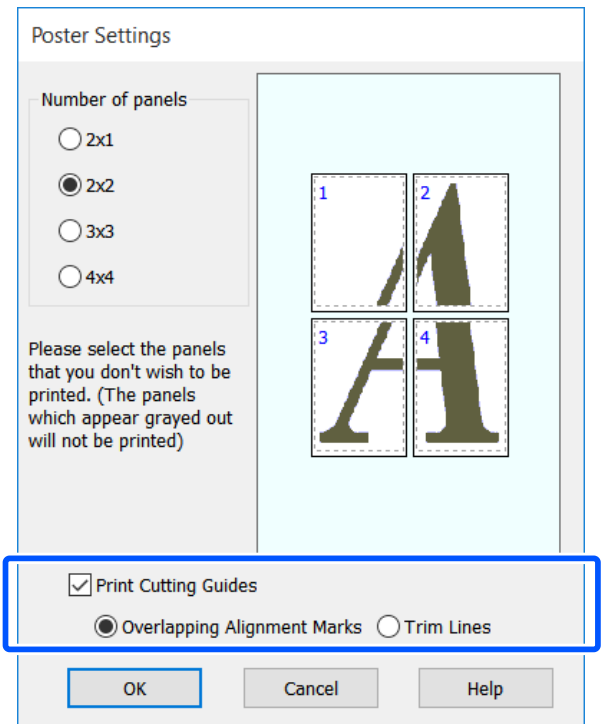 Poster Settings
Number of panels
2x1
2x2
3x3
4x4
1
2
3
4
Please select the panels
that you don't wish to be
printed. (The panels
which appear grayed out
will not be printed)
Print Cutting Guides
Overlapping Alignment Marks Trim Lines
OK Cancel Help